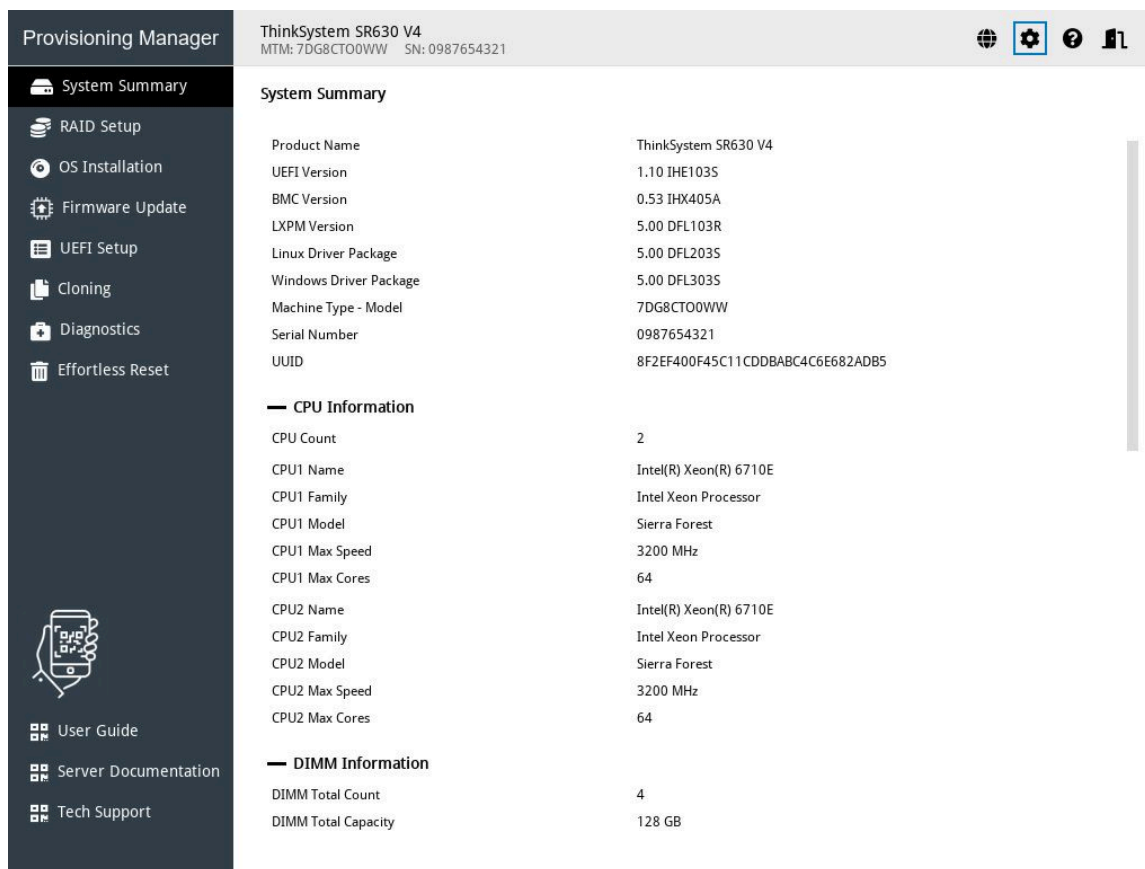 Provisioning Manager
ThinkSystem SR630 V4
MTM: 7DG8CTO0WW SN: 0987654321
System Summary
RAID Setup
OS Installation
Firmware Update
UEFI Setup
Cloning
Diagnostics
Effortless Reset
User Guide
Server Documentation
Tech Support
System Summary
Product Name ThinkSystem SR630 V4
UEFI Version 1.10 IHE103S
BMC Version 0.53 IHX405A
LXPM Version 5.00 DFL103R
Linux Driver Package 5.00 DFL203S
Windows Driver Package 5.00 DFL303S
Machine Type - Model 7DG8CTO0WW
Serial Number 0987654321
UUID 8F2EF400F45C11CDDBABC4C6E682ADB5
CPU Information
CPU Count 2
CPU1 Name Intel(R) Xeon(R) 6710E
CPU1 Family Intel Xeon Processor
CPU1 Model Sierra Forest
CPU1 Max Speed 3200 MHz
CPU1 Max Cores 64
CPU2 Name Intel(R) Xeon(R) 6710E
CPU2 Family Intel Xeon Processor
CPU2 Model Sierra Forest
CPU2 Max Speed 3200 MHz
CPU2 Max Cores 64
DIMM Information
DIMM Total Count 4
DIMM Total Capacity 128 GB